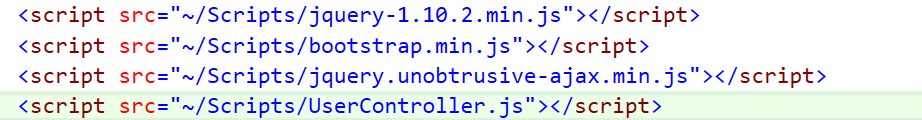 <script src="~/Scripts/jquery-1.10.2.min.js"></script>
<script src="~/Scripts/bootstrap.min.js"></script>
<script src="~/Scripts/jquery.unobtrusive-ajax.min.js"></script>
<script src="~/Scripts/UserController.js"></script>